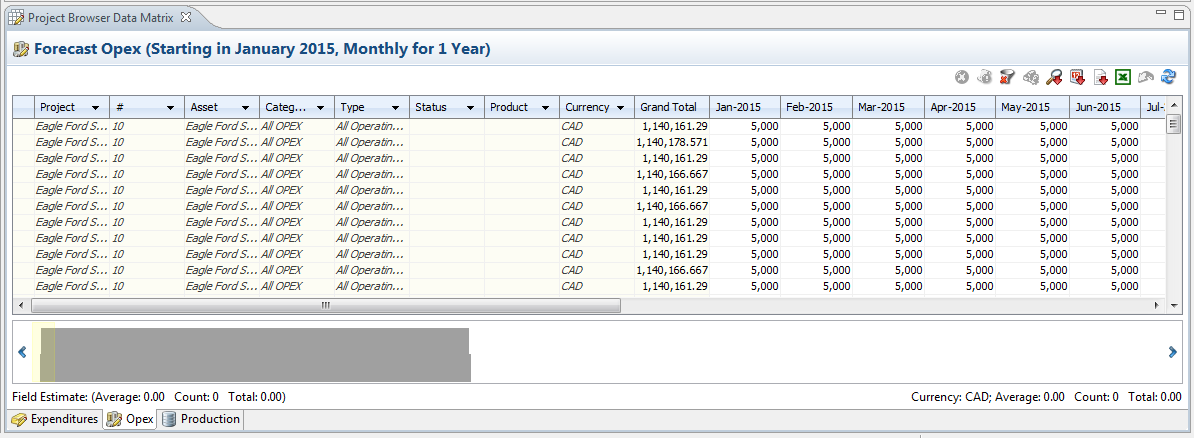 Project Browser Data Matrix
Forecast Opex (Starting in January 2015, Monthly for 1 Year)
Project # Asset Categ... Type Status Product Currency Grand Total Jan-2015 Feb-2015 Mar-2015 Apr-2015 May-2015 Jun-2015 Jul-
Eagle Ford S... 10 Eagle Ford S... All OPEX All Operatin... CAD 1,140,161.29 5,000 5,000 5,000 5,000 5,000 5,000
Eagle Ford S... 10 Eagle Ford S... All OPEX All Operatin... CAD 1,140,178.571 5,000 5,000 5,000 5,000 5,000 5,000
Eagle Ford S... 10 Eagle Ford S... All OPEX All Operatin... CAD 1,140,161.29 5,000 5,000 5,000 5,000 5,000 5,000
Eagle Ford S... 10 Eagle Ford S... All OPEX All Operatin... CAD 1,140,166.667 5,000 5,000 5,000 5,000 5,000 5,000
Eagle Ford S... 10 Eagle Ford S... All OPEX All Operatin... CAD 1,140,161.29 5,000 5,000 5,000 5,000 5,000 5,000
Eagle Ford S... 10 Eagle Ford S... All OPEX All Operatin... CAD 1,140,166.667 5,000 5,000 5,000 5,000 5,000 5,000
Eagle Ford S... 10 Eagle Ford S... All OPEX All Operatin... CAD 1,140,161.29 5,000 5,000 5,000 5,000 5,000 5,000
Eagle Ford S... 10 Eagle Ford S... All OPEX All Operatin... CAD 1,140,161.29 5,000 5,000 5,000 5,000 5,000 5,000
Eagle Ford S... 10 Eagle Ford S... All OPEX All Operatin... CAD 1,140,161.29 5,000 5,000 5,000 5,000 5,000 5,000
Eagle Ford S... 10 Eagle Ford S... All OPEX All Operatin... CAD 1,140,166.667 5,000 5,000 5,000 5,000 5,000 5,000
Eagle Ford S... 10 Eagle Ford S... All OPEX All Operatin... CAD 1,140,161.29 5,000 5,000 5,000 5,000 5,000 5,000
Field Estimate: (Average: 0.00 Count: 0 Total: 0.00) Currency: CAD; Average: 0.00 Count: 0 Total: 0.00
Expenditures Opex Production